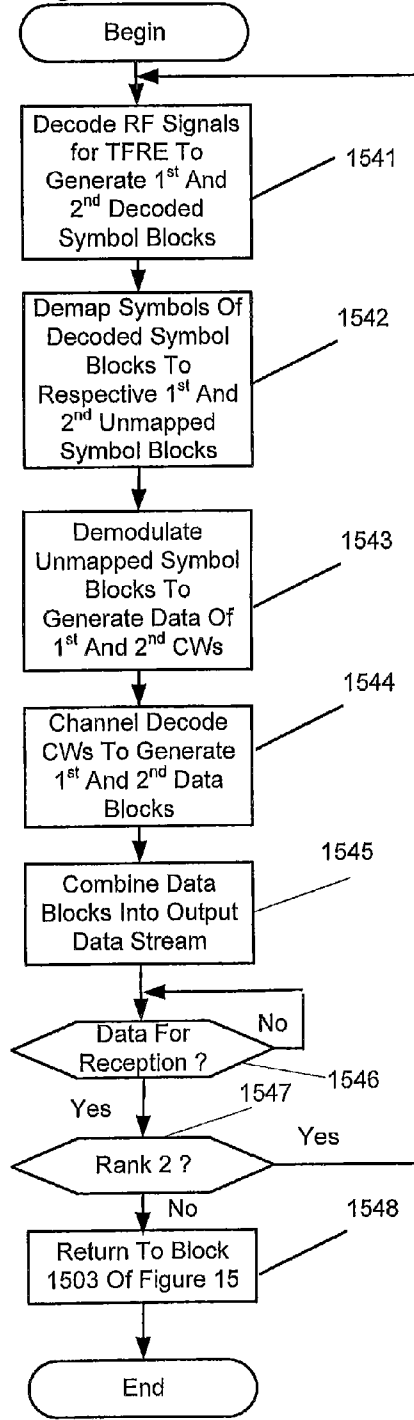 Begin
Decode RF Signals
for TFRE To
Generate 1st And
2nd Decoded
Symbol Blocks
1541
Demap Symbols Of
Decoded Symbol
Blocks To
Respective 1st And
2nd Unmapped
Symbol Blocks
1542
Demodulate
Unmapped Symbol
Blocks To
Generate Data Of
1st And 2nd CWs
1543
Channel Decode
CWs To Generate
1st And 2nd Data
Blocks
1544
Combine Data
Blocks Into Output
Data Stream
1545
Data For
Reception ?
No
1546
Yes
1547
Rank 2 ?
Yes
No
Return To Block
1503 Of Figure 15
1548
End